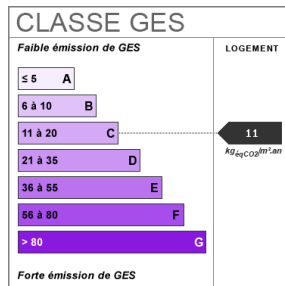 CLASSE GES
Faible émission de GES
LOGEMENT
≤ 5 A
6 à 10 B
11 à 20 C
11
kgéqCO2/m².an
21 à 35 D
36 à 55 E
56 à 80 F
> 80 G
Forte émission de GES